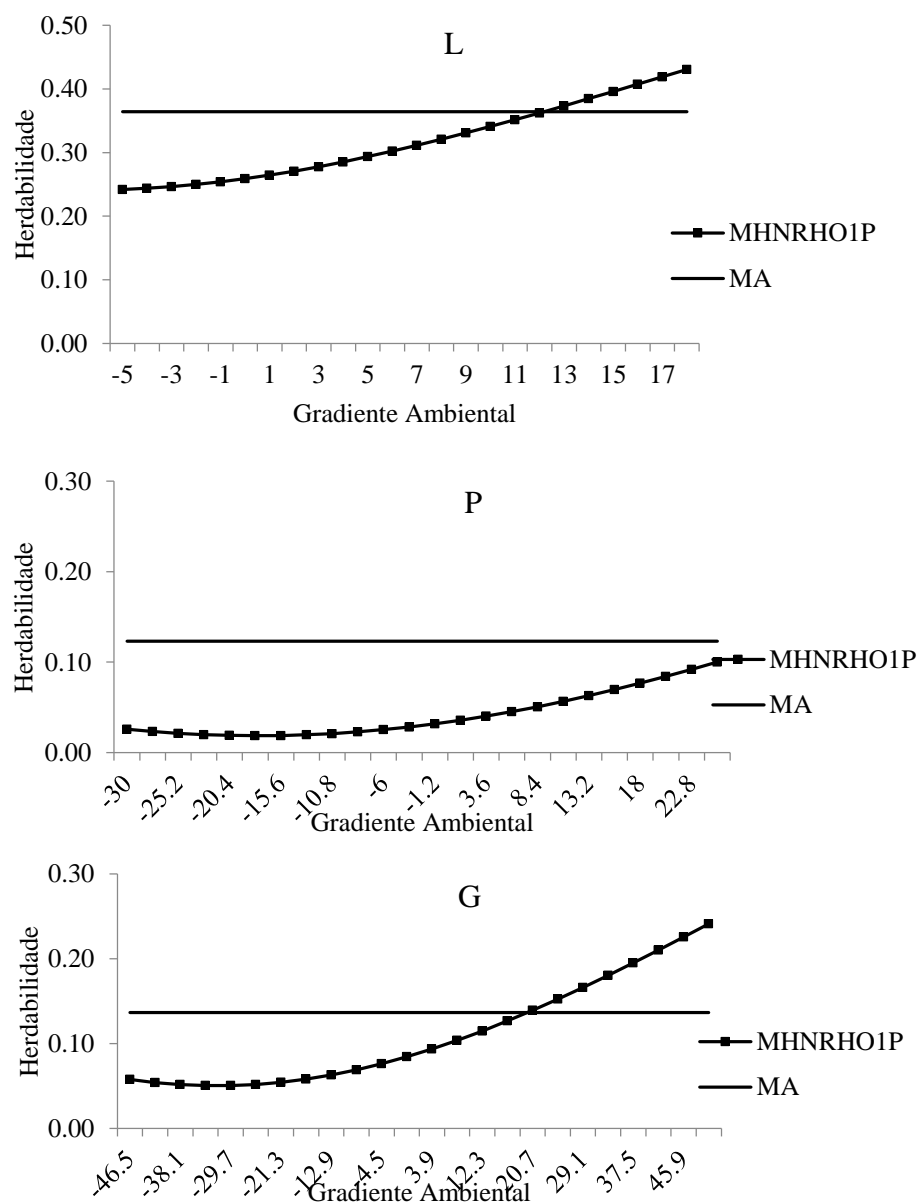 L
0.50
0.40
0.30
0.20
0.10
0.00
Herdabilidade
-5 -3 -1 1 3 5 7 9 11 13 15 17
Gradiente Ambiental
MHNRHO1P
MA
P
0.30
0.20
0.10
0.00
Herdabilidade
-30 -25.2 -20.4 -15.6 -10.8 -6 -1.2 3.6 8.4 13.2 18 22.8
Gradiente Ambiental
MHNRHO1P
MA
G
0.30
0.20
0.10
0.00
Herdabilidade
-46.5 -38.1 -29.7 -21.3 -12.9 -4.5 3.9 12.3 20.7 29.1 37.5 45.9
Gradiente Ambiental
MHNRHO1P
MA